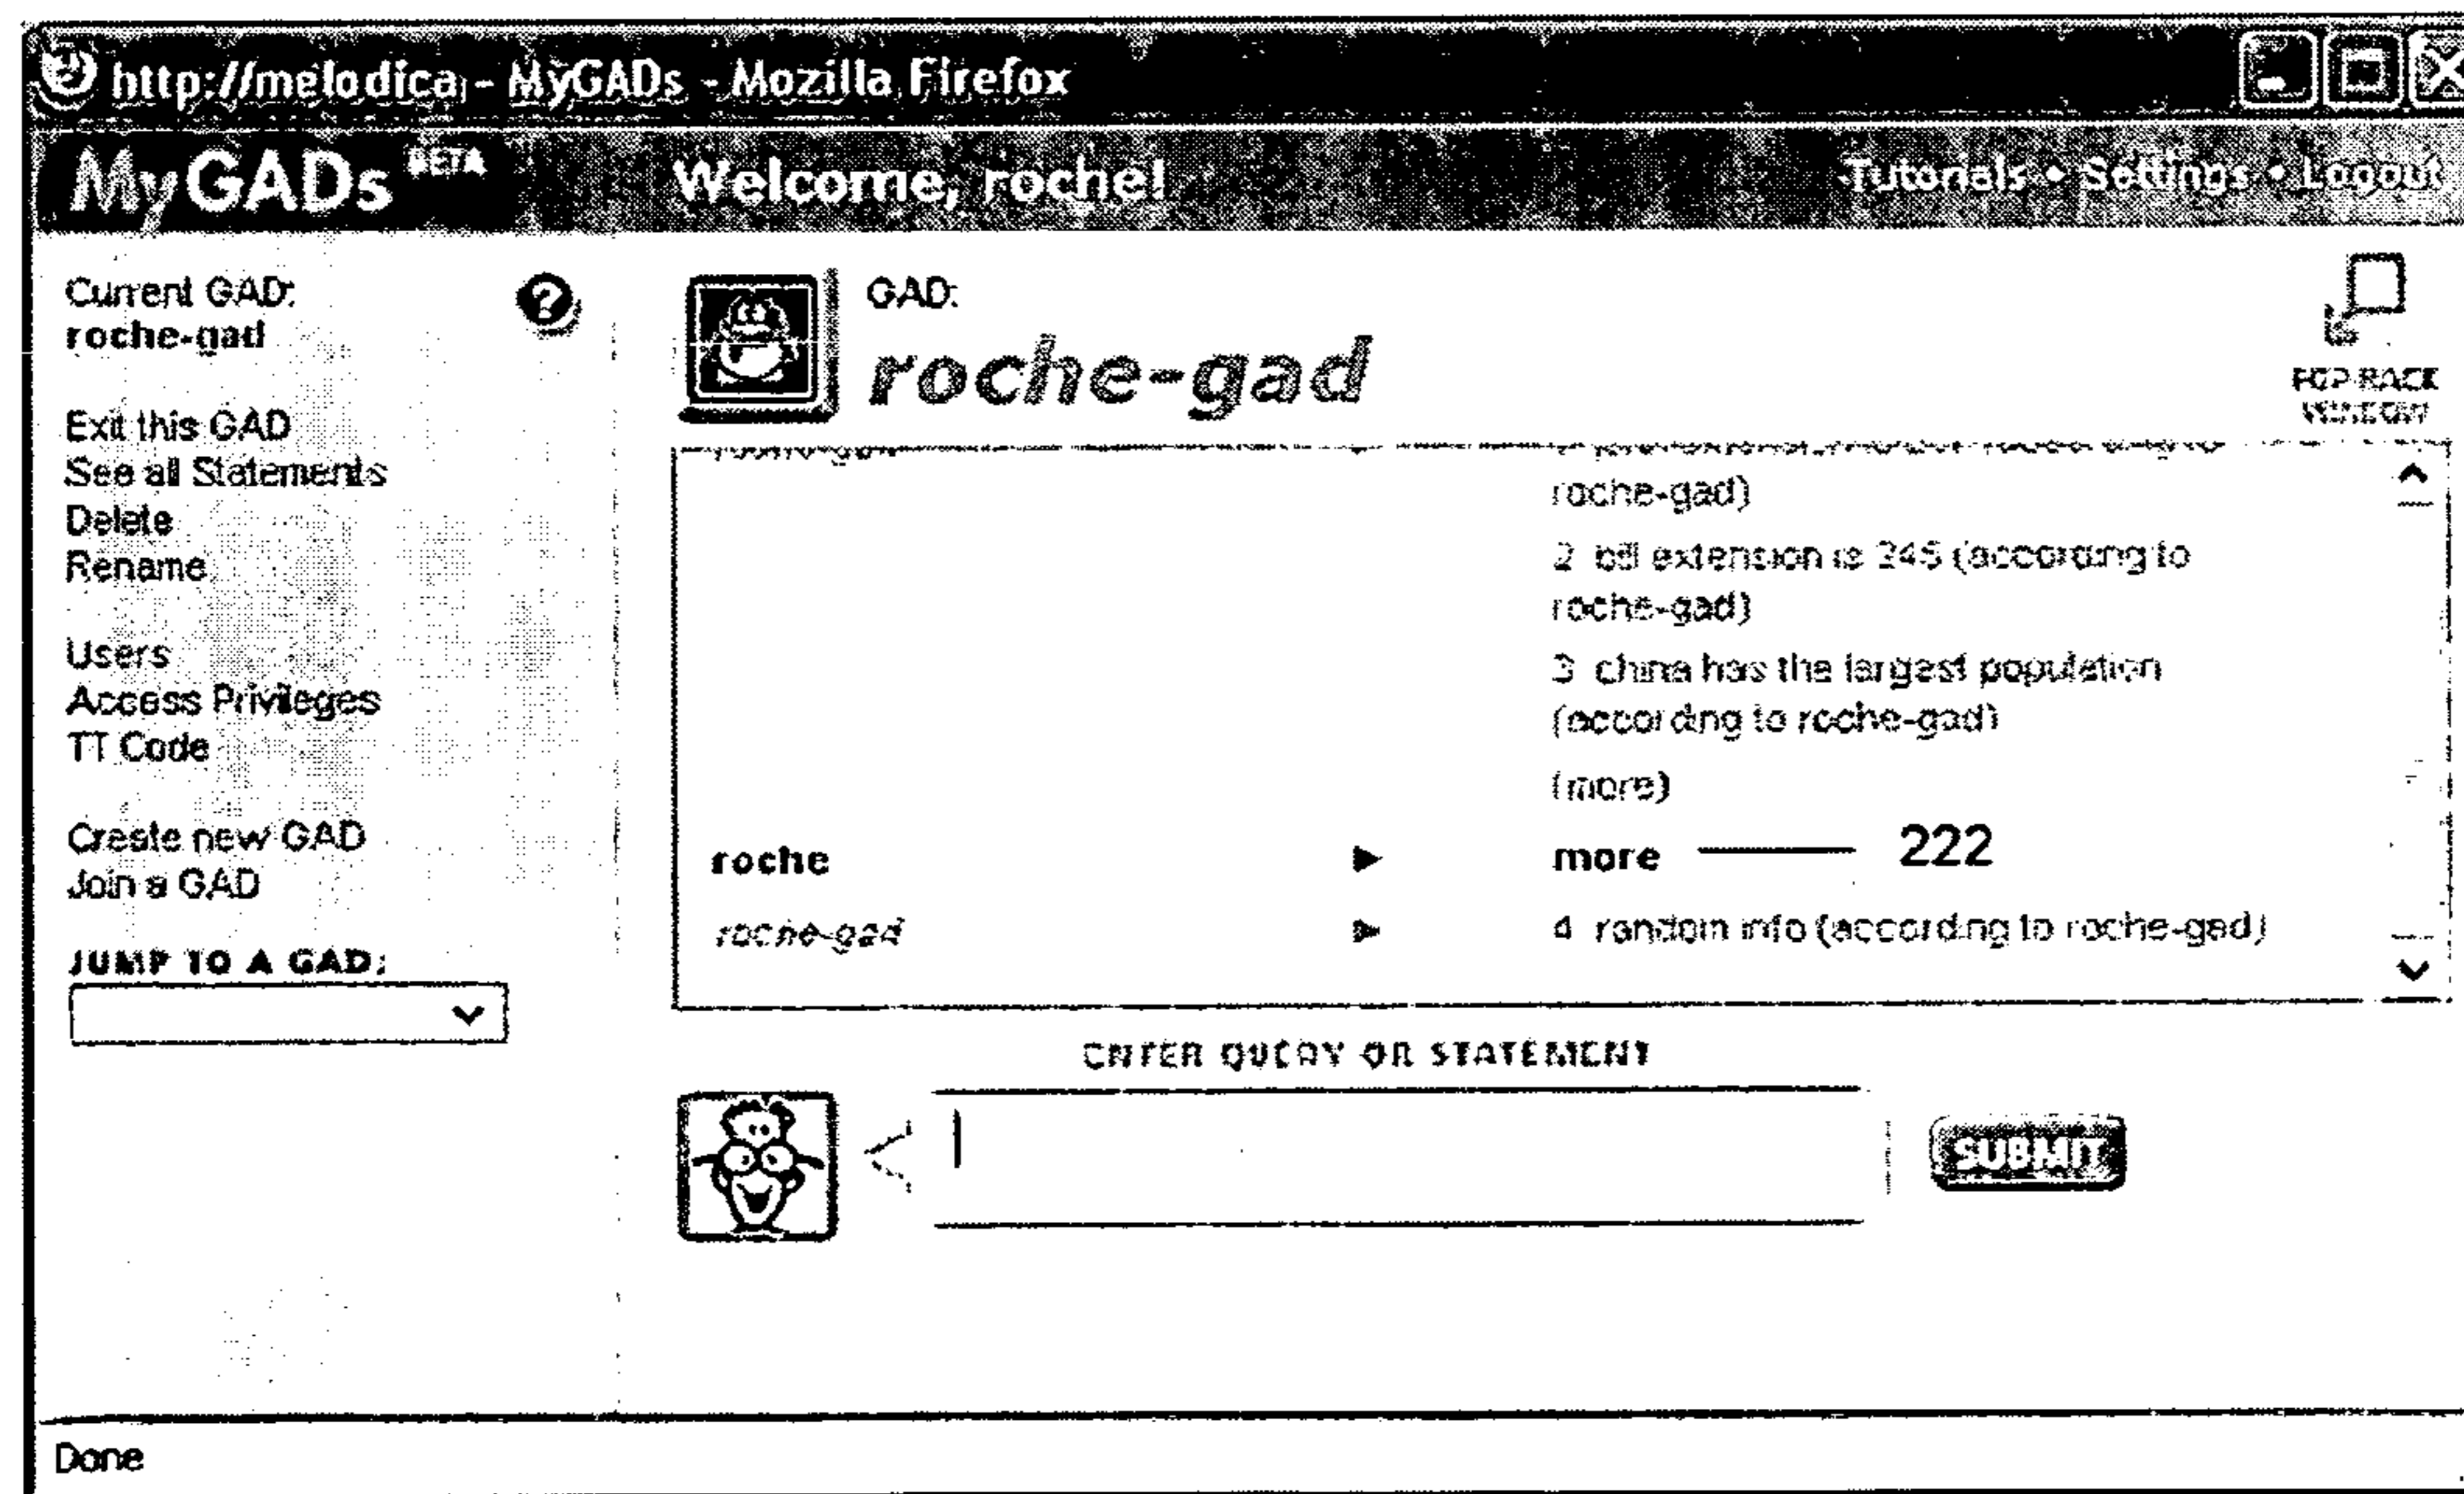 http://melodica - MyGADs - Mozilla Firefox
MyGADs BETA
Welcome, roche!
Tutorials • Settings • Logout
Current GAD:
roche-gad
Exit this GAD
See all Statements
Delete
Rename
Users
Access Privileges
TT Code
Create new GAD
Join a GAD
JUMP TO A GAD:
GAD:
roche-gad
POP BACK
WINDOW
roche-gad)
2 bill extension is 245 (according to
roche-gad)
3 china has the largest population
(according to roche-gad)
(more)
roche ▶ more 222
roche-gad ▶ 4 random info (according to roche-gad)
ENTER QUERY OR STATEMENT
SUBMIT
Done